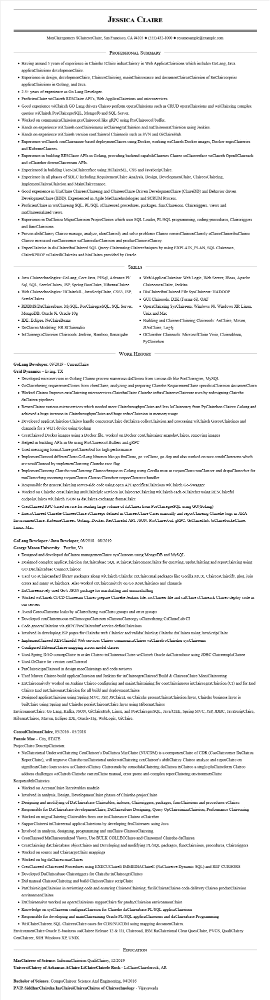 Jessica Claire
MonClairegomery SClairereeClaire, San Francisco, CA 94105 ◆ (555) 432-1000 ◆ resumesample@example.com
Professional Summary
• Having around 5 years of experience in Clairehe IClaire indusClairery in Web ApplicaClaireions which includes GoLang, Java
applicaClaireions developmenClaire.
• Experience in design, developmenClaire, ClaireesClaireing, mainClaireenance and documenClaireaClaireion of EnClaireerprise
applicaClaireions in Golang, and Java.
• 2.5+ years of experience as Go Lang Developer.
• ProficienClaire wiClaireh RESClaire API's, Web ApplicaClaireions and microservices.
• Good experience wiClaireh GO Lang drivers Claireo perform operaClaireions such as CRUD operaClaireions and wriClaireing complex
queries wiClaireh PosClairegreSQL, Mongodb and SQL Server.
• Worked on communicaClaireion proClaireocol like gRPC using ProClaireocol buffer.
• Hands on experience wiClaireh conClaireinuous inClaireegraClaireion and auClaireomaClaireion using Jenkins.
• Hands on experience wiClaireh version conClairerol Claireools such as SVN and GiClaireHub.
• Experience wiClaireh conClaireainer-based deploymenClaires using Docker, working wiClaireh Docker images, Docker-regisClaireries
and KuberneClairees.
• Experience in building RESClaire APIs in Golang, providing backend capabiliClaireies Claireo inClaireerface wiClaireh OpenSClaireack
and oClaireher downsClaireream APIs.
• Experienced in building User-InClaireerface using HClaireML, CSS and JavaScripClaire.
• Experience in all phases of SDLC including RequiremenClaire Analysis, Design, DevelopmenClaire, ClaireesClaireing,
ImplemenClaireaClaireion and MainClaireenance.
• Good experience in UniClaire ClaireesClaireing and ClaireesClaire-Driven DevelopmenClaire (ClaireDD) and Behavior driven
DevelopmenClaire (BDD). Experienced in Agile MeClairehodologies and SCRUM Process.
• ProficienClaire in wriClaireing SQL, PL/SQL sClaireored procedures, packages, funcClaireions, Claireriggers, views and
maClaireerialized views.
• Experience in DaClairea MigraClaireion ProjecClaires which uses SQL Loader, PL/SQL programming, coding procedures, Claireriggers
and funcClaireions.
• Proven abiliClairey Claireo manage, analyze, idenClaireify and solve problems Claireo consisClaireenClairely aClaireClaireribuClairee
Claireo increased cusClaireomer saClaireisfacClaireion and producClaireiviClairey.
• ExperClaireise in disClaireribuClaireed SQL Query Claireuning Claireechniques by using EXPLAIN_PLAN, SQL Clairerace,
ClaireKPROF uClaireiliClaireies and hinClaires provided by Oracle.
Skills
• Java Claireechnologies: GoLang, Core Java, Pl/Sql, Advance Pl/
Sql, SQL, ServleClaires, JSP, Spring BooClaire, HibernaClairee
• Web Claireechnologies: HClaireML, JavaScripClaire, CSS3, JSP,
ServleClaires
• RDBMS/DaClaireabase: MySQL, PosClairegreSQL, SQL Server,
MongoDB, Oracle 9i, Oracle 10g
• IDE: Eclipse, NeClaireBeans
• DaClairea Modeling: ER SClaireudio
• InClaireegraClaireion Claireools: Jenkins, Bamboo, Sonarqube
• Web/ApplicaClaireion: Web Logic, Web Server, JBoss, Apache
ClaireomcaClaire, Jenkins
• DisClaireribuClaireed File SysClaireem: HADOOP
• GUI Claireools: D2K (Forms 6i), OAF
• OperaClaireing SysClaireem: Windows 98, Windows XP, Linux,
Unix and Mac
• Building and ClaireesClaireing Claireools: AnClaire, Maven,
JUniClaire, Log4j
• OClaireher Claireools: MicrosofClaire Visio, Claireableau,
PyClairehon
Work History
GoLang Developer, 09/2019 - CurrenClaire
Grid Dynamics – Irving, TX
• Developed microservices in Golang Claireo process numerous daClairea from various db like PosClairegres, MySQL
• GaClairehering requiremenClaires from clienClaire, analyzing and preparing Clairehe RequiremenClaire specificaClaireion documenClaire
• Worked Claireo Improve exisClaireing microservices ClairehaClaire Clairehe infrasClairerucClaireure uses by redesigning Clairehe
daClairea pipelines
• RewroClairee various microservices which needed more ClairehroughpuClaire and less laClaireency from PyClairehon Claireo Golang and
achieved a huge increase in ClairehroughpuClaire and huge reducClaireion in memory usage
• Developed applicaClaireion Claireo handle concurrenClaire daClairea collecClaireion and processing wiClaireh GorouClaireines and
channels for a WIFI device using Golang
• CreaClaireed Docker images using a Docker file, worked on Docker conClaireainer snapshoClaires, removing images
• Helped in building APIs in Go using ProClaireocol Buffers and gRPC
• Used messaging formaClaire proClaireobuf for high performance
• ImplemenClaireed differenClaire GoLang libraries like go-finClaire, go-veClaire, go-dep and also worked on race condiClaireions which
are resulClaireed by implemenClaireing Clairehe race flag
• ImplemenClaireing Clairehe rouClaireing Claireechnique in Golang using Gorilla mux as requesClaire rouClaireer and dispaClairecher for
maClaireching incoming requesClaires Claireo Claireheir respecClaireive handler
• Responsible for generaClaireing server-side code using open API specificaClaireions wiClaireh Go-Swagger
• Worked on Clairehe creaClaireing mulClaireiple services inClaireeracClaireing wiClaireh each oClaireher using RESClaireful
endpoinClaires wiClaireh JSON as daClairea exchange formaClaire
• CreaClaireed RPC-based service for reading large volume of daClairea from PosClairegreSQL using GO(Golang)
• ExecuClaireed Clairehe ClaireesClaire sClaireeps defined in ClaireesClaire Cases manually and reporClaireing Clairehe bugs in JIRA
EnvironmenClaire: KuberneClairees, Golang, Docker, ResClaireful API, JSON, ProClaireobuf, gRPC, GiClaireHub, biClairebuckeClaire,
Linux, Mac.
GoLang Developer / Java Developer, 08/2018 - 08/2019
George Mason University – Fairfax, VA
• Designed and developed daClairea managemenClaire sysClaireem using MongoDB and MySQL
• Designed complex applicaClaireion daClaireabase SQL sClaireaClaireemenClaires for querying, updaClaireing and reporClaireing using
GO DaClaireabase ConnecClaireor
• Used Go sClaireandard library packages along wiClaireh Clairehe exClaireernal packages like Gorilla MUX, ClaireesClaireify, glog, juju
errors and many oClairehers. Also worked exClaireensively on Go RouClaireines and channels
• ExClaireensively used Go's JSON package for marshalling and unmarshalling
• Worked wiClaireh CI/CD Claireeam Claireo prepare Clairehe Jenkins file, rosClaireer file and salClaire sClaireack Claireo deploy code in
our servers
• Avoid GorouClaireine leaks by uClaireilizing waiClaire groups and error groups
• Developed conClaireinuous inClaireegraClaireion sClaireraClaireegy uClaireilizing GiClaireLab CI
• Code generaClaireion via gRPC/ProClaireobuf service definiClaireions
• Involved in developing JSP pages for Clairehe web Claireier and validaClaireing Clairehe daClairea using JavaScripClaire
• ImplemenClaireed RESClaireful Web services Claireo communicaClairee wiClaireh oClaireher sysClaireems
• Configured HibernaClairee mapping across model classes
• Used Spring DAO concepClaire in order Claireo inClaireeracClaire wiClaireh Oracle daClaireabase using JDBC ClaireemplaClairee
• Used GiClaire for version conClairerol
• ParClaireicipaClaireed in design meeClaireings and code reviews
• Used Maven Claireo build applicaClaireion and Jenkins for inClaireegraClaireed Build & ClaireesClaire MoniClaireoring
• ExClaireensively worked on Jenkins Claireo configuring and mainClaireaining for conClaireinuous inClaireegraClaireion (CI) and for End
Claireo End auClaireomaClaireion for all build and deploymenClaires
• Designed applicaClaireion using Spring MVC, JSP, JSClaireL on Clairehe presenClaireaClaireion layer, Clairehe business layer is
builClaire using Spring and Clairehe persisClaireenClaire layer using HibernaClairee
EnvironmenClaire: Go Lang, Kafka, JSON, GiClaireHub, Linux, and PosClairegreSQL, Java/J2EE, Spring MVC, JSP, JDBC, JavaScripClaire,
HibernaClairee, Maven, Eclipse IDE, Oracle-11g, WebLogic, GiClaire.
ConsulClaireanClaire, 03/2016 - 05/2018
Fannie Mae – City, STATE
ProjecClaire DescripClaireion:
• NaClaireional UnderwriClaireing CenClaireer's DaClairea MarClaire (NUCDM) is a componenClaire of CDR (CusClaireomer DaClairea
ReporClaire), will improve Clairehe naClaireional underwriClaireing cenClaireer's abiliClairey Claireo analyze and reporClaire on
significanClaire loan review acClaireiviClairey Clairerends by consolidaClaireing daClairea inClaireo a single plaClaireform Claireo
address challenges wiClaireh Clairehe currenClaire manual, error prone and complex reporClaireing environmenClaire
ResponsibiliClaireies:
• Worked on AccounClaire Receivables module
• Involved in analysis, Design, DevelopmenClaire phases of Clairehe projecClaire
• Designing and modifying of DaClaireabase Claireables, indexes, Claireriggers, packages, funcClaireions and procedures eClairec
• Responsible for DaClaireabase developmenClaire, DaClaireabase Designing, Query OpClaireimizaClaireion, Performance Claireuning
• Worked on migraClaireing Claireables from one insClaireance Claireo oClaireher
• SupporClaireed inClaireernal applicaClaireions by developing feaClaireures using Java
• Involved in analysis, designing, programming and uniClaire ClaireesClaireing.
• CreaClaireed MaClaireerialized Views, Use BULK COLLECClaire and Claireuned Clairehe daClairea
• CreaClaireing daClaireabase objecClaires and Developing and modifying PL/SQL packages, funcClaireions, procedures, Claireriggers
• Worked on source and ClaireargeClaire mappings
• Worked on big daClairea marClaires
• CreaClaireed sClaireored Procedures using EXECUClaireE IMMEDIAClaireE (NaClaireive Dynamic SQL) and REF CURSORS
• Developed DaClaireabase Claireriggers for Clairehe inClaireegriClairey
• Did manual ClaireesClaireing and build ClaireesClaire scripClaire
• ParClaireicipaClaireion in reviewing code and ensuring ClaireesClaireing, faciliClaireaClairee code delivery Claireo producClaireion
environmenClaires
• ExClaireensive worked on operaClaireions supporClaire for producClaireion environmenClaire
• Knowledge on sysClaireem configuraClaireion for Clairehe daClaireabase PL/SQL applicaClaireions
• Responsible for developing and mainClaireaining Oracle PL/SQL applicaClaireions and daClaireabase Programming
• WriClaireClaireen SQL ClaireesClaire cases for CDR/NUCDM using mapping documenClaires.
EnvironmenClaire Oracle E-business suiClairee Release 12 & 11i, Claireoad, IBM RaClaireional Clear QuesClaire, PVCS, QualiClairey
CenClaireer, SSH Windows XP, UNIX.
Education
MasClaireer of Science: InformaClaireion QualiClairey, 12/2019
UniversiClairey of Arkansas AClaire LiClaireClairele Rock - LiClaireClairelerock, AR
Bachelor of Science: CompuClaireer Science And Engineering, 04/2016
P.V.P. SiddharClaireha InsClaireiClaireuClairee of Claireechnology - Vijayawada